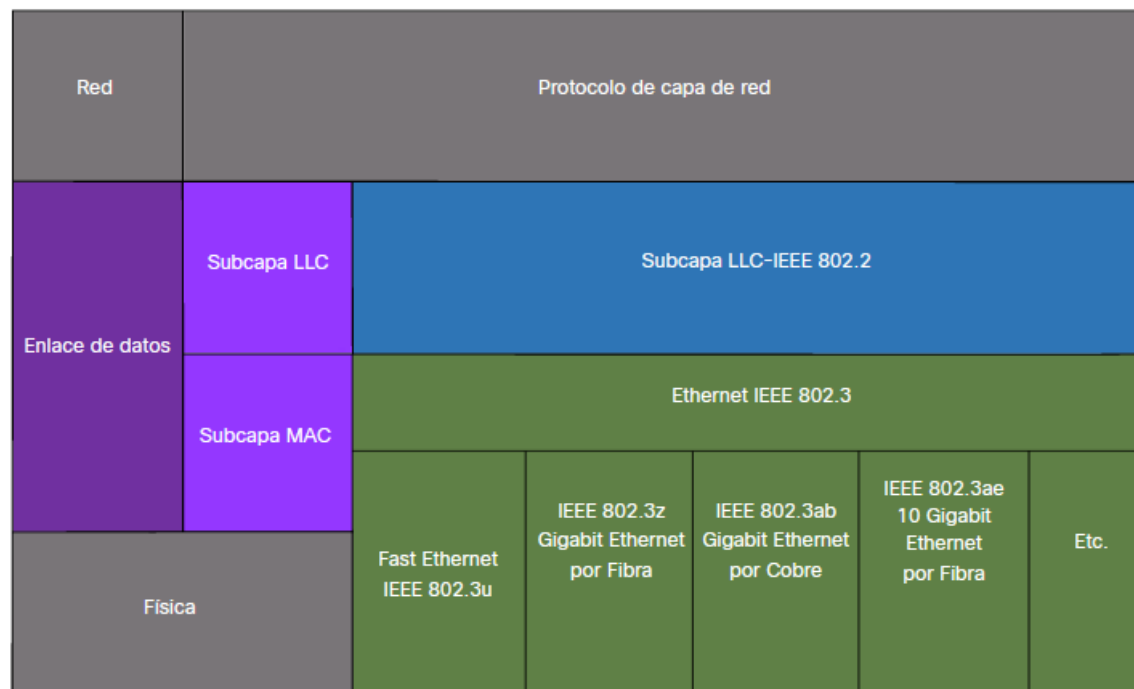 Red
Protocolo de capa de red
Enlace de datos
Subcapa LLC
Subcapa LLC-IEEE 802.2
Subcapa MAC
Ethernet IEEE 802.3
Física
Fast Ethernet
IEEE 802.3u
IEEE 802.3z
Gigabit Ethernet
por Fibra
IEEE 802.3ab
Gigabit Ethernet
por Cobre
IEEE 802.3ae
10 Gigabit
Ethernet
por Fibra
Etc.